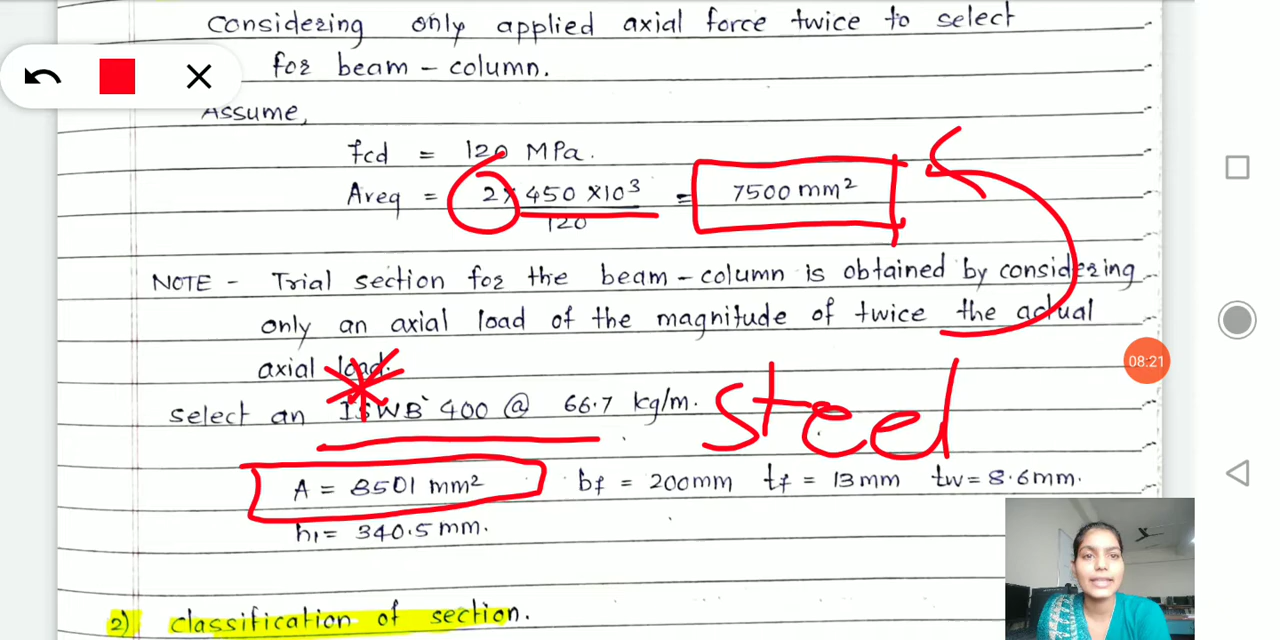 Considering only applied axial force twice to select
for beam-column.
Assume,
fcd = 120 MPa.
Areq = 2 × 450 ×10³ / 120 = 7500 mm²
NOTE - Trial section for the beam-column is obtained by considering
only an axial load of the magnitude of twice the actual
axial load.
select an ISWB 400 @ 66.7 kg/m.
steel
A = 8501 mm² bf = 200mm tf = 13mm tw = 8.6mm.
h1 = 340.5 mm.
2) classification of section.
08:21